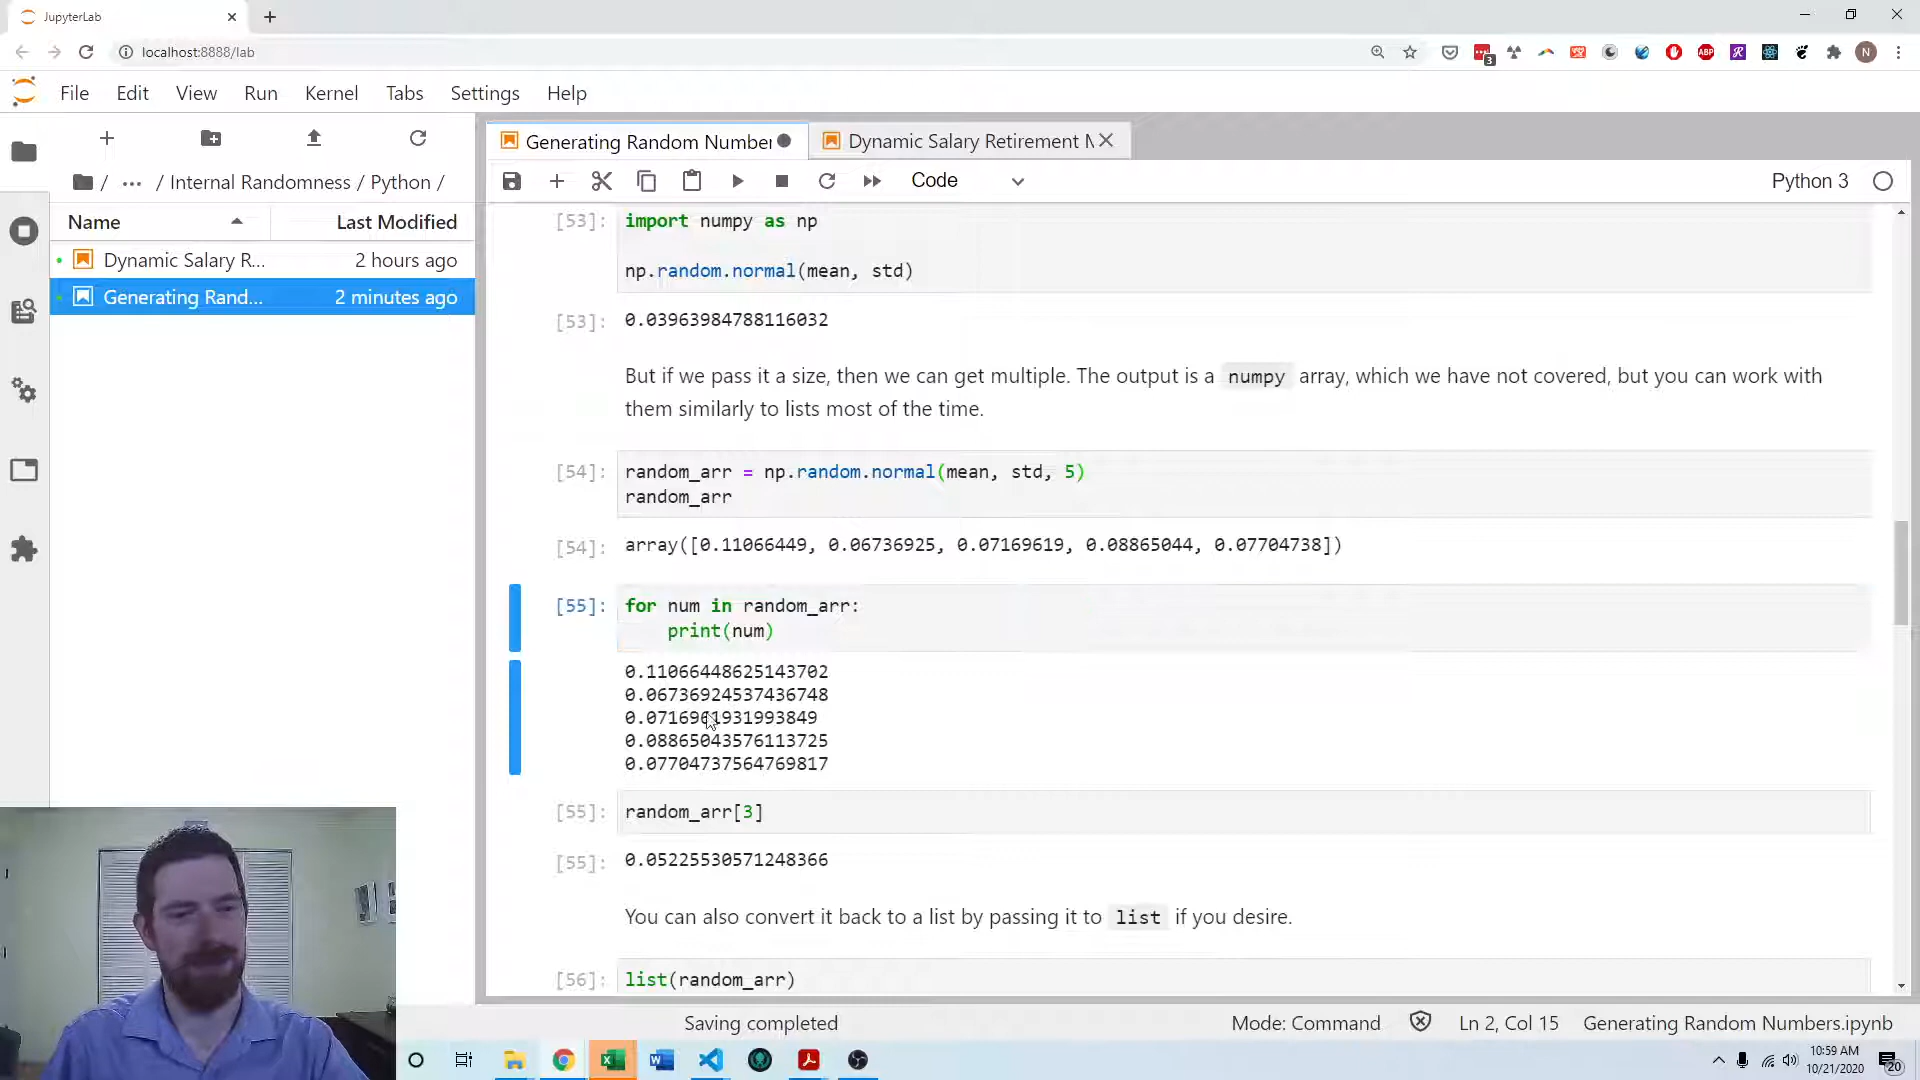 JupyterLab
localhost:8888/lab
3
ABP
R
N
File Edit View Run Kernel Tabs Settings Help
/ ... / Internal Randomness / Python /
Name Last Modified
Dynamic Salary R... 2 hours ago
Generating Rand... 2 minutes ago
Generating Random Number
Dynamic Salary Retirement M
Code
Python 3
[53]: import numpy as np
np.random.normal(mean, std)
[53]: 0.03963984788116032
But if we pass it a size, then we can get multiple. The output is a numpy array, which we have not covered, but you can work with
them similarly to lists most of the time.
[54]: random_arr = np.random.normal(mean, std, 5)
random_arr
[54]: array([0.11066449, 0.06736925, 0.07169619, 0.08865044, 0.07704738])
[55]: for num in random_arr:
print(num)
0.11066448625143702
0.06736924537436748
0.0716961931993849
0.08865043576113725
0.07704737564769817
[55]: random_arr[3]
[55]: 0.05225530571248366
You can also convert it back to a list by passing it to list if you desire.
[56]: list(random_arr)
Saving completed
Mode: Command
Ln 2, Col 15
Generating Random Numbers.ipynb
10:59 AM
10/21/2020
20